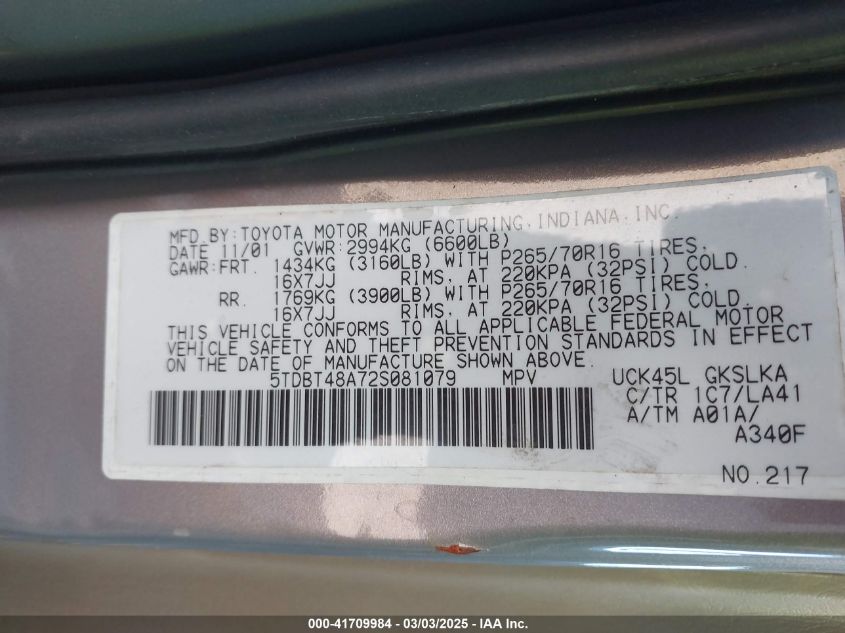 MFD.BY:TOYOTA MOTOR MANUFACTURING,INDIANA,INC.
DATE 11/01 GVWR:2994KG (6600LB)
GAWR:FRT. 1434KG (3160LB) WITH P265/70R16 TIRES,
16X7JJ RIMS, AT 220KPA (32PSI) COLD.
RR. 1769KG (3900LB) WITH P265/70R16 TIRES,
16X7JJ RIMS, AT 220KPA (32PSI) COLD.
THIS VEHICLE CONFORMS TO ALL APPLICABLE FEDERAL MOTOR
VEHICLE SAFETY AND THEFT PREVENTION STANDARDS IN EFFECT
ON THE DATE OF MANUFACTURE SHOWN ABOVE.
5TDBT48A72S081079 MPV UCK45L GKSLKA
C/TR 1C7/LA41
A/TM A01A/
A340F
NO.217
000-41709984 - 03/03/2025 - IAA Inc.